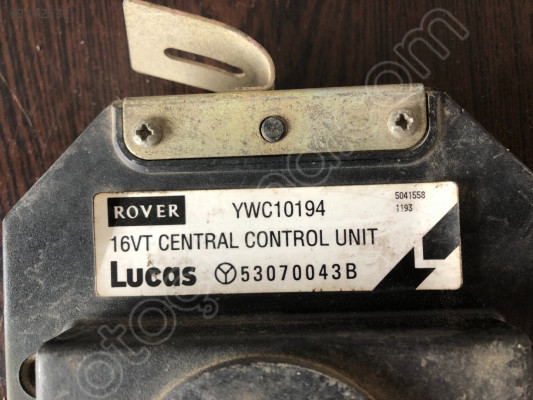 ROVER YWC10194 5041558
1193
16VT CENTRAL CONTROL UNIT
Lucas 53070043B